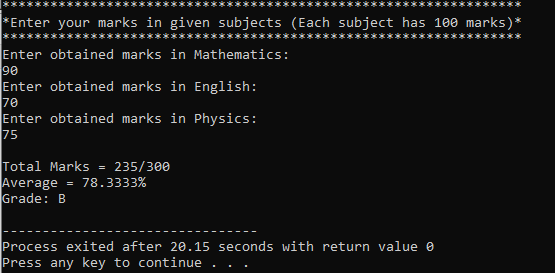 *****************************************************************
*Enter your marks in given subjects (Each subject has 100 marks)*
*****************************************************************
Enter obtained marks in Mathematics:
90
Enter obtained marks in English:
70
Enter obtained marks in Physics:
75
Total Marks = 235/300
Average = 78.3333%
Grade: B
--------------------------------
Process exited after 20.15 seconds with return value 0
Press any key to continue . . .